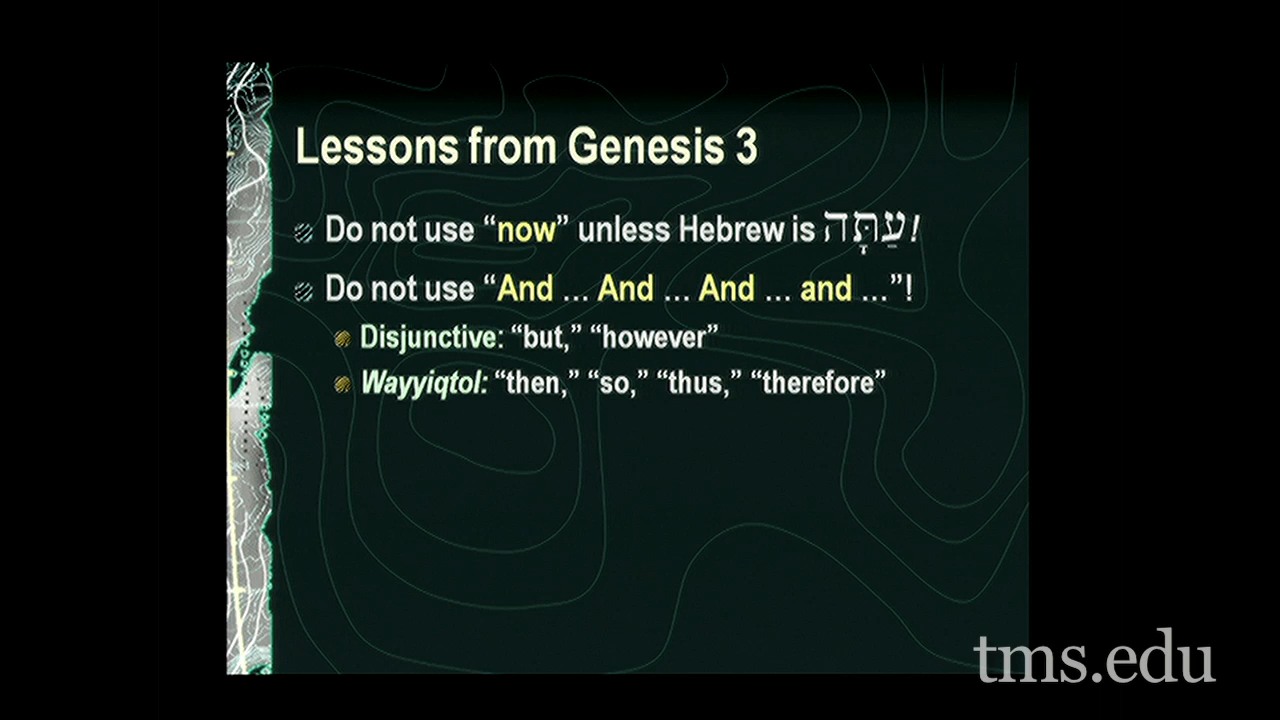 Lessons from Genesis 3
Do not use “now” unless Hebrew is עַתָּה!
Do not use “And ... And ... And ... and ...”!
Disjunctive: “but,” “however”
Wayyiqtol: “then,” “so,” “thus,” “therefore”
tms.edu